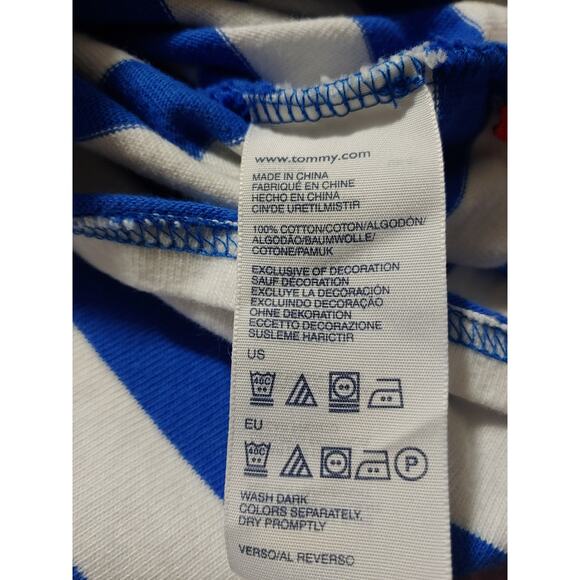 www.tommy.com
MADE IN CHINA
FABRIQUÉ EN CHINE
HECHO EN CHINA
CIN'DE URETILMISTIR
100% COTTON/COTON/ALGODÓN/
ALGODÃO/BAUMWOLLE/
COTONE/PAMUK
EXCLUSIVE OF DECORATION
SAUF DÉCORATION
EXCLUYE LA DECORACIÓN
EXCLUINDO DECORAÇÃO
OHNE DEKORATION
ECCETTO DECORAZIONE
SUSLEME HARICTIR
US
40C
EU
40C P
WASH DARK
COLORS SEPARATELY,
DRY PROMPTLY
VERSO/AL REVERSO